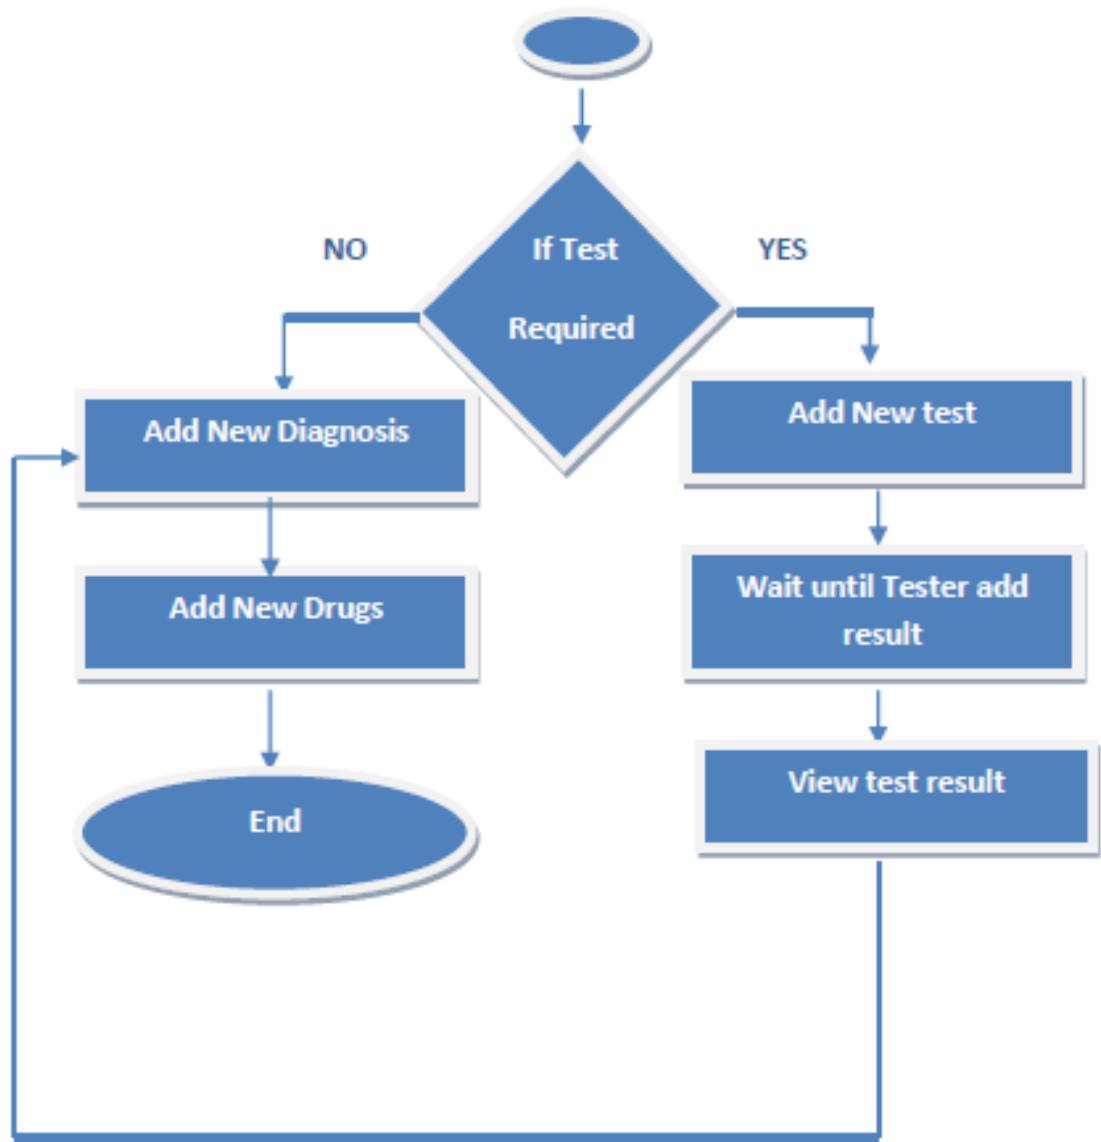 NO
If Test
Required
YES
Add New Diagnosis
Add New test
Add New Drugs
Wait until Tester add
result
End
View test result